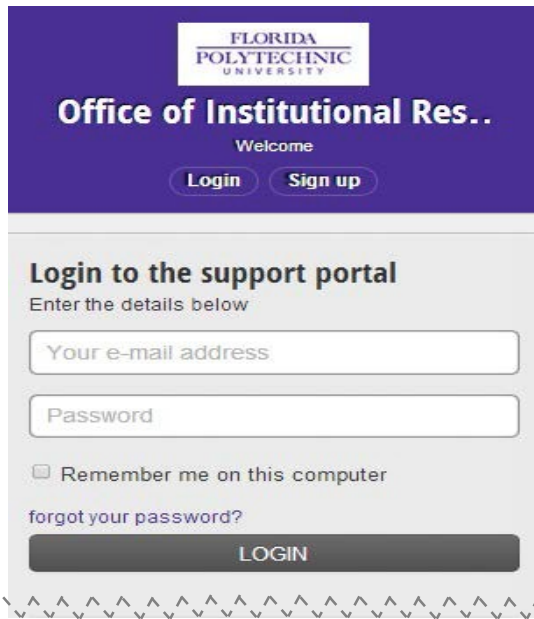 FLORIDA
POLYTECHNIC
UNIVERSITY
Office of Institutional Res..
Welcome
Login Sign up
Login to the support portal
Enter the details below
Your e-mail address
Password
Remember me on this computer
forgot your password?
LOGIN